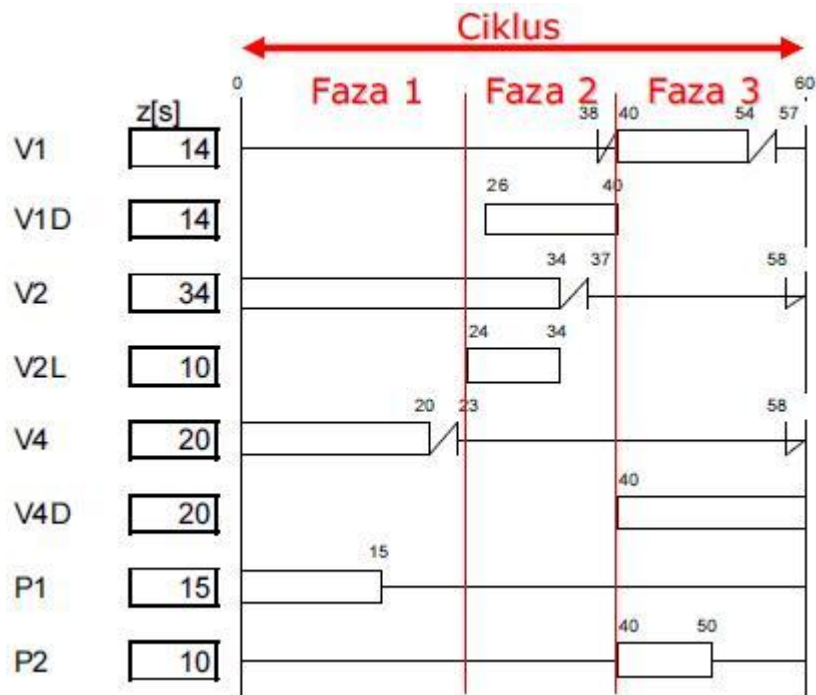 Ciklus
0 Faza 1 Faza 2 Faza 3 60
z[s]
V1 14 38 40 54 57
V1D 14 26 40
V2 34 34 37 58
V2L 10 24 34
V4 20 20 23 58
V4D 20 40
P1 15 15
P2 10 40 50